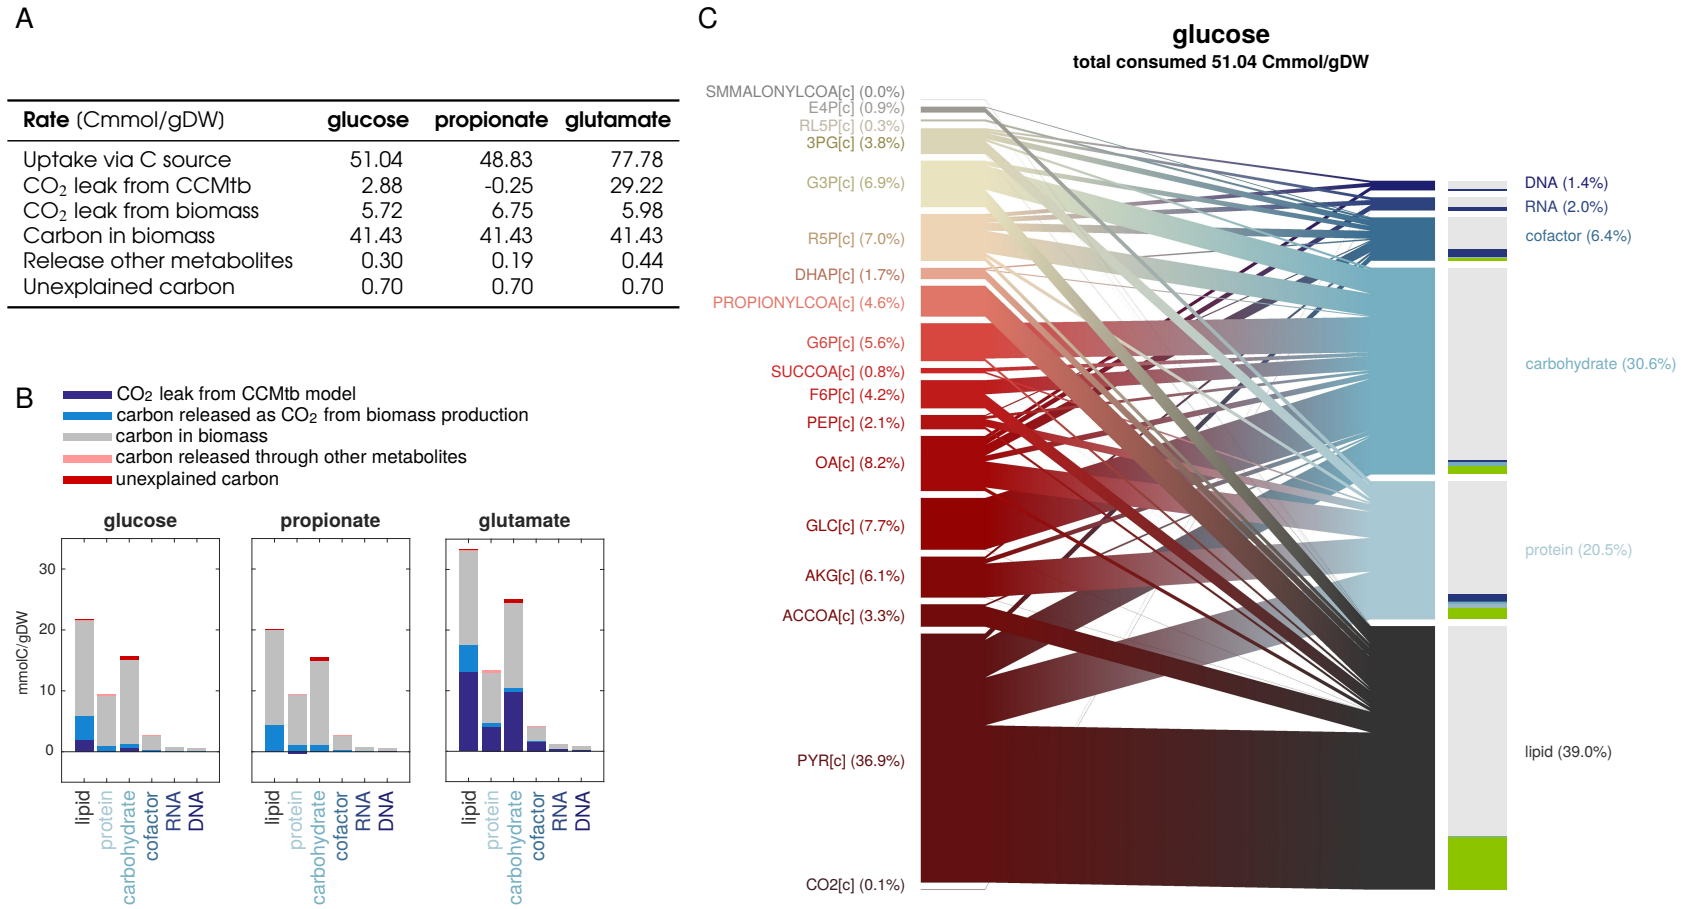 A
Rate (Cmmol/gDW) glucose propionate glutamate
Uptake via C source 51.04 48.83 77.78
CO2 leak from CCMtb 2.88 -0.25 29.22
CO2 leak from biomass 5.72 6.75 5.98
Carbon in biomass 41.43 41.43 41.43
Release other metabolites 0.30 0.19 0.44
Unexplained carbon 0.70 0.70 0.70
B
CO2 leak from CCMtb model
carbon released as CO2 from biomass production
carbon in biomass
carbon released through other metabolites
unexplained carbon
glucose propionate glutamate
mmolC/gDW
30
20
10
0
lipid protein carbohydrate cofactor RNA DNA
lipid protein carbohydrate cofactor RNA DNA
lipid protein carbohydrate cofactor RNA DNA
C
glucose
total consumed 51.04 Cmmol/gDW
SMMALONYLCOA[c] (0.0%)
E4P[c] (0.9%)
RL5P[c] (0.3%)
3PG[c] (3.8%)
G3P[c] (6.9%)
R5P[c] (7.0%)
DHAP[c] (1.7%)
PROPIONYLCOA[c] (4.6%)
G6P[c] (5.6%)
SUCCOA[c] (0.8%)
F6P[c] (4.2%)
PEP[c] (2.1%)
OA[c] (8.2%)
GLC[c] (7.7%)
AKG[c] (6.1%)
ACCOA[c] (3.3%)
PYR[c] (36.9%)
CO2[c] (0.1%)
DNA (1.4%)
RNA (2.0%)
cofactor (6.4%)
carbohydrate (30.6%)
protein (20.5%)
lipid (39.0%)